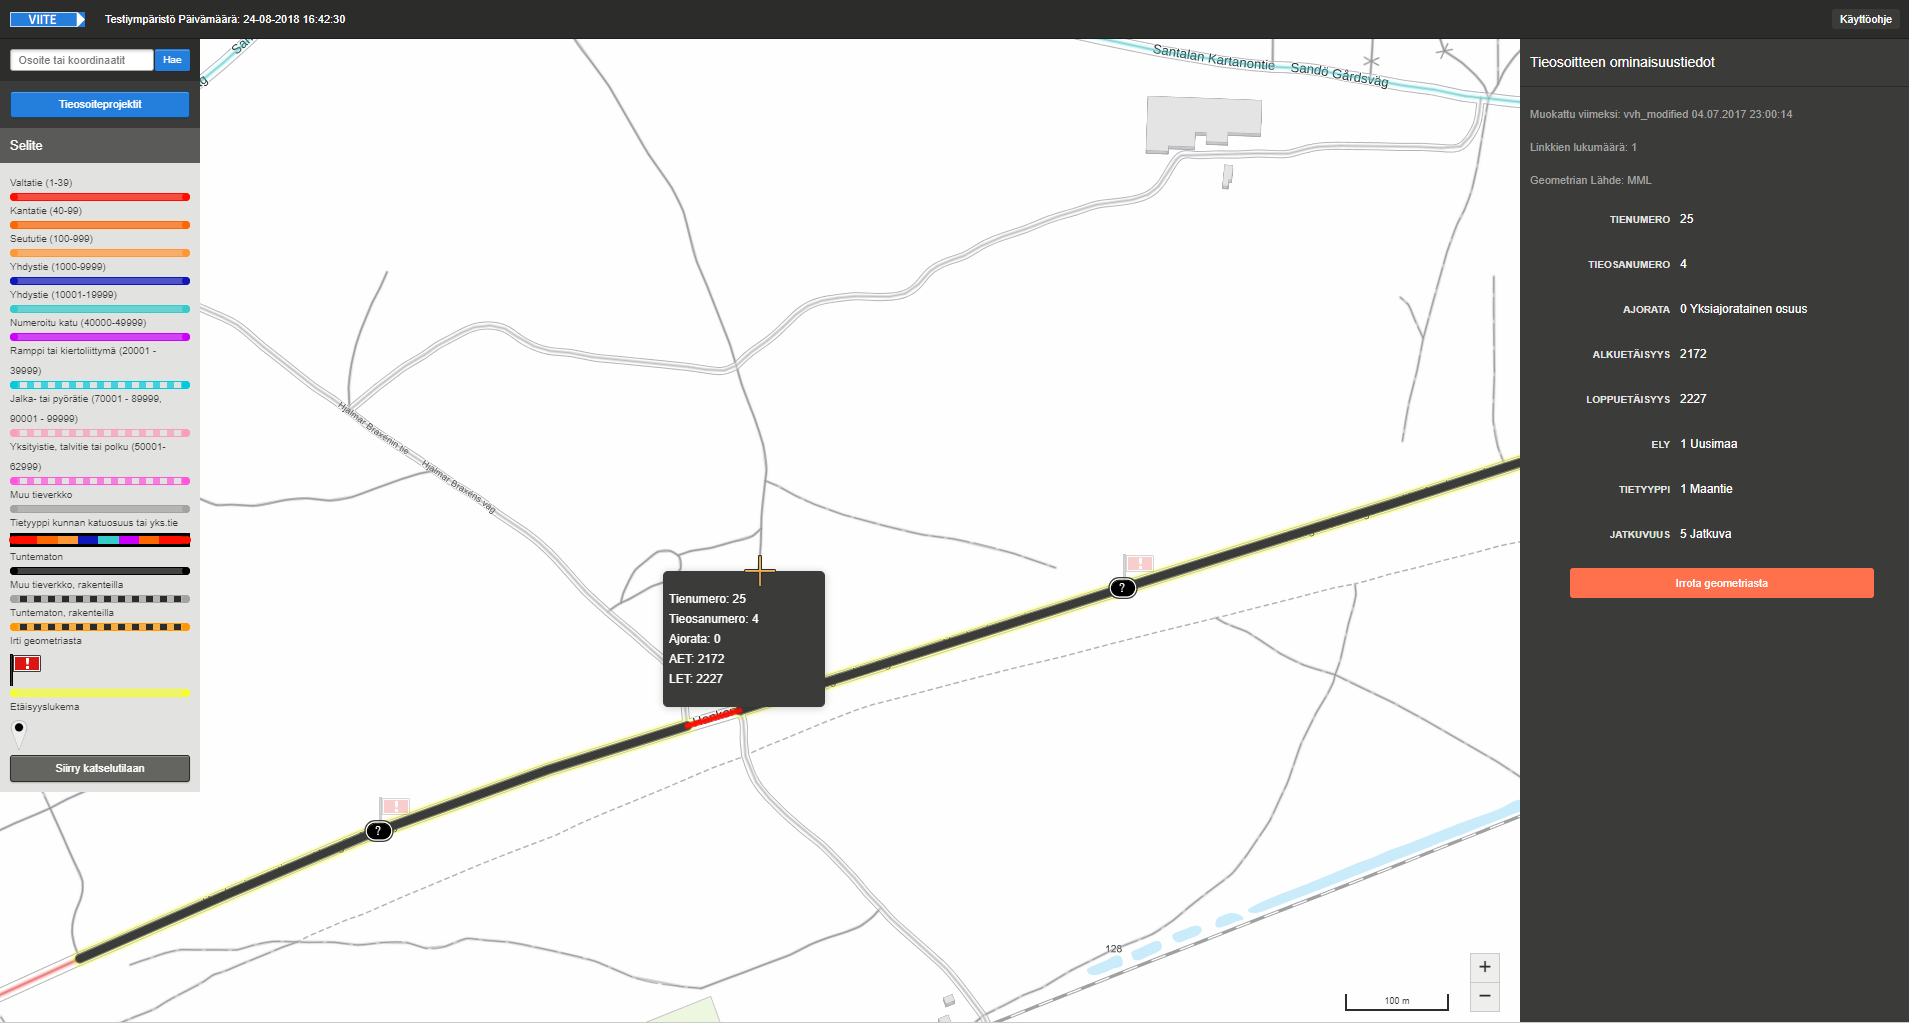 VIITE
Testiympäristö Päivämäärä: 24-08-2018 16:42:30
Käyttöohje
Osoite tai koordinaatit
Hae
Tieosoiteprojektit
Selite
Valtatie (1-39)
Kantatie (40-99)
Seututie (100-999)
Yhdystie (1000-9999)
Yhdystie (10001-19999)
Numeroitu katu (40000-49999)
Ramppi tai kiertoliittymä (20001 -
39999)
Jalka- tai pyörätie (70001 - 89999,
90001 - 99999)
Yksityistie, talvitie tai polku (50001-
62999)
Muu tieverkko
Tietyyppi kunnan katuosuus tai yks.tie
Tuntematon
Muu tieverkko, rakenteilla
Tuntematon, rakenteilla
Irti geometriasta
!
Etäisyyslukema
Siirry katselutilaan
Santalan Kartanontie
Sandö Gårdsväg
Hjalmar Braxenin tie
Hjalmar Braxéns väg
Tienumero: 25
Tieosanumero: 4
Ajorata: 0
AET: 2172
LET: 2227
!
?
!
?
128
100 m
+
−
Tieosoitteen ominaisuustiedot
Muokattu viimeksi: vvh_modified 04.07.2017 23:00:14
Linkkien lukumäärä: 1
Geometrian Lähde: MML
TIENUMERO 25
TIEOSANUMERO 4
AJORATA 0 Yksiajoratainen osuus
ALKUETÄISYYS 2172
LOPPUETÄISYYS 2227
ELY 1 Uusimaa
TIETYYPPI 1 Maantie
JATKUVUUS 5 Jatkuva
Irrota geometriasta